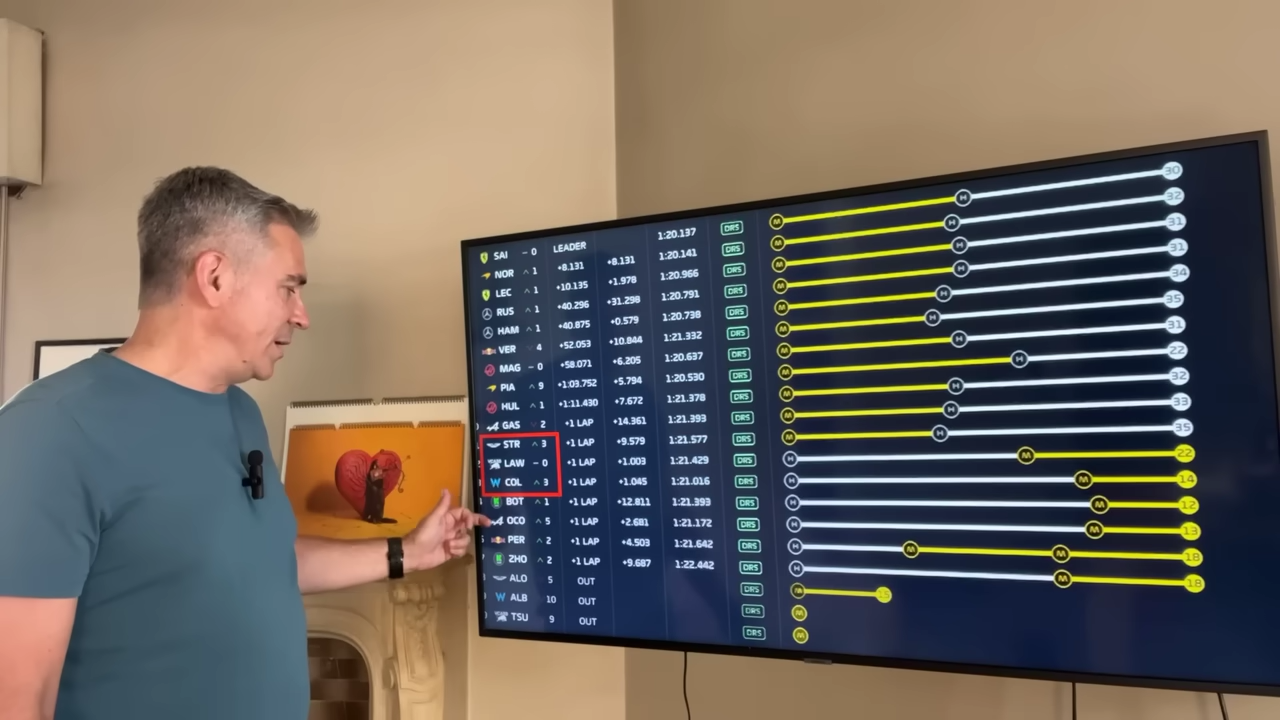 SAI – 0 LEADER 1:20.137 DRS M H 30
NOR ^ 1 +8.131 +8.131 1:20.141 DRS M H 32
LEC ^ 1 +10.135 +1.978 1:20.966 DRS M H 31
RUS ^ 1 +40.296 +31.298 1:20.791 DRS M H 31
HAM ^ 1 +40.875 +0.579 1:20.738 DRS M H 34
VER 4 +52.053 +10.844 1:21.332 DRS M H 35
MAG – 0 +58.071 +6.205 1:20.637 DRS M H 31
PIA ^ 9 +1:03.752 +5.794 1:20.530 DRS M H 22
HUL ^ 1 +1:11.430 +7.672 1:21.378 DRS M H 32
GAS 2 +1 LAP +14.361 1:21.393 DRS M H 33
STR ^ 3 +1 LAP +9.579 1:21.577 DRS M H 35
LAW – 0 +1 LAP +1.003 1:21.429 DRS H M 22
COL ^ 3 +1 LAP +1.045 1:21.016 DRS H M 14
BOT ^ 1 +1 LAP +12.811 1:21.393 DRS H M 12
OCO ^ 5 +1 LAP +2.681 1:21.172 DRS H M 13
PER ^ 2 +1 LAP +4.503 1:21.642 DRS H M M 18
ZHO ^ 2 +1 LAP +9.687 1:22.442 DRS H M 18
ALO 5 OUT DRS M 15
ALB 10 OUT DRS M
TSU 9 OUT DRS M